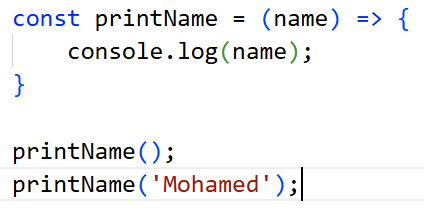 const printName = (name) => {
    console.log(name);
}

printName();
printName('Mohamed');